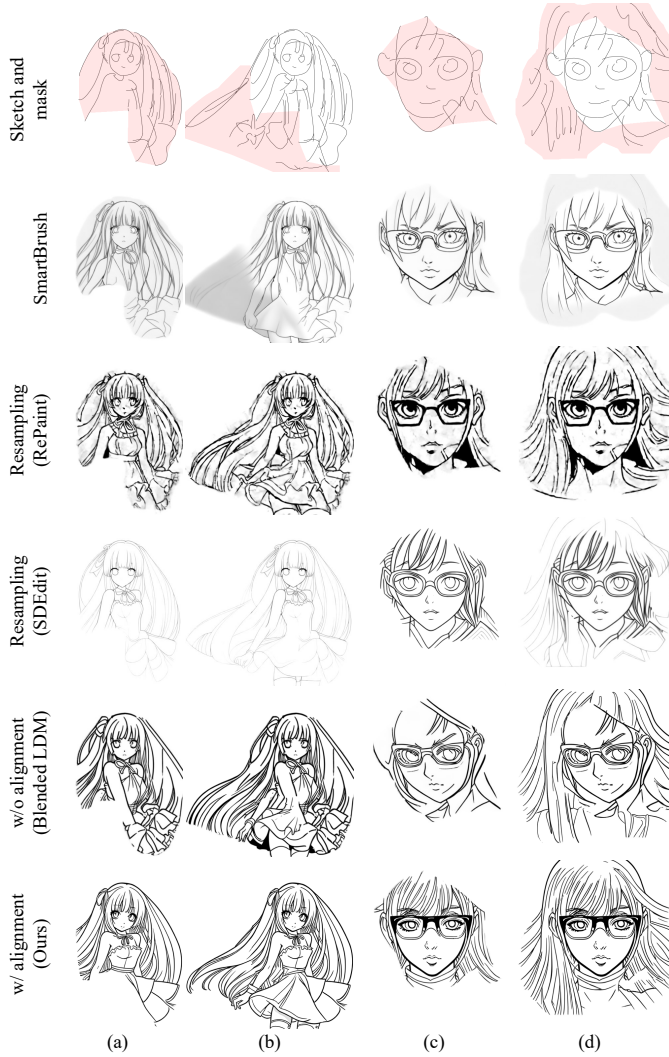 Sketch and
mask
SmartBrush
Resampling
(RePaint)
Resampling
(SDEdit)
w/o alignment
(Blended LDM)
w/ alignment
(Ours)
(a) (b) (c) (d)